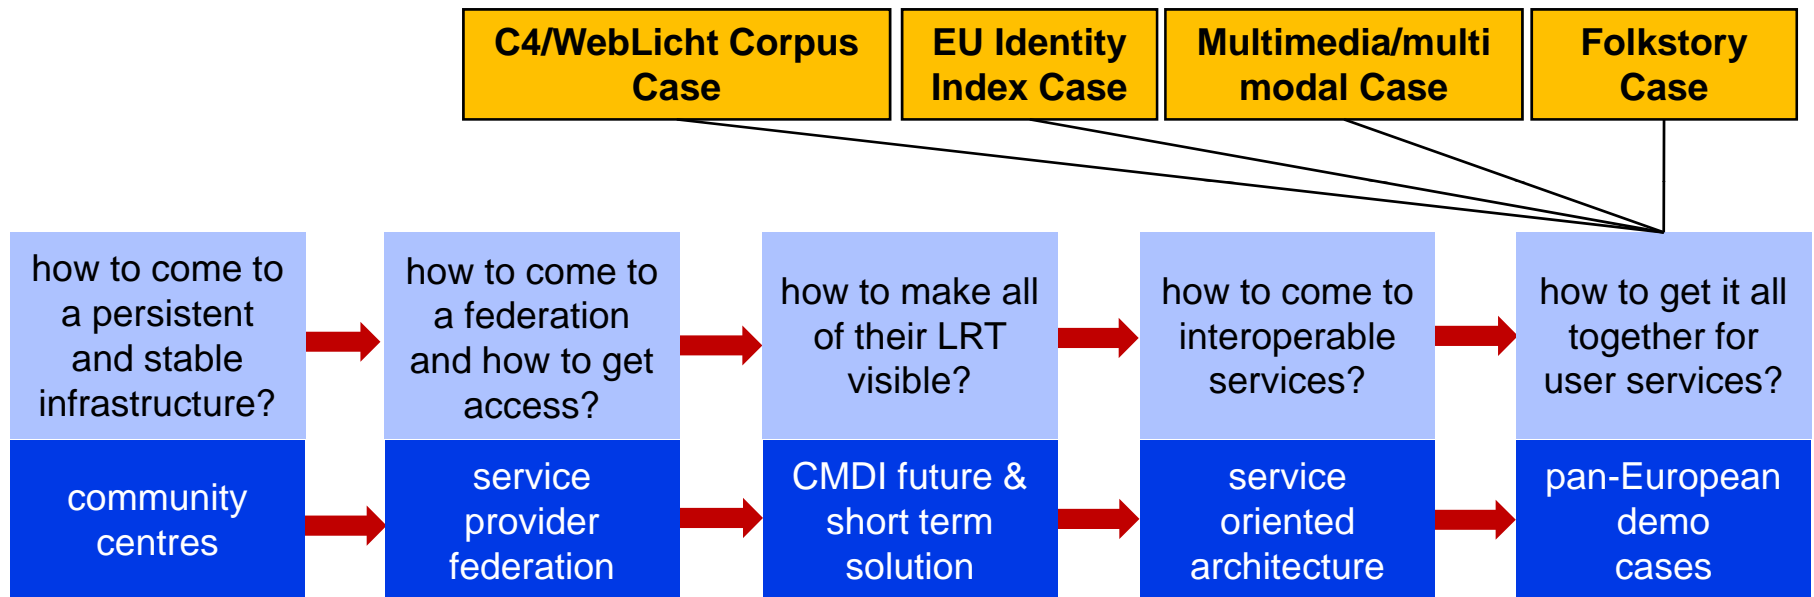 C4/WebLicht Corpus
Case
EU Identity
Index Case
Multimedia/multi
modal Case
Folkstory
Case
how to come to
a persistent
and stable
infrastructure?
how to come to
a federation
and how to get
access?
how to make all
of their LRT
visible?
how to come to
interoperable
services?
how to get it all
together for
user services?
community
centres
service
provider
federation
CMDI future &
short term
solution
service
oriented
architecture
pan-European
demo
cases